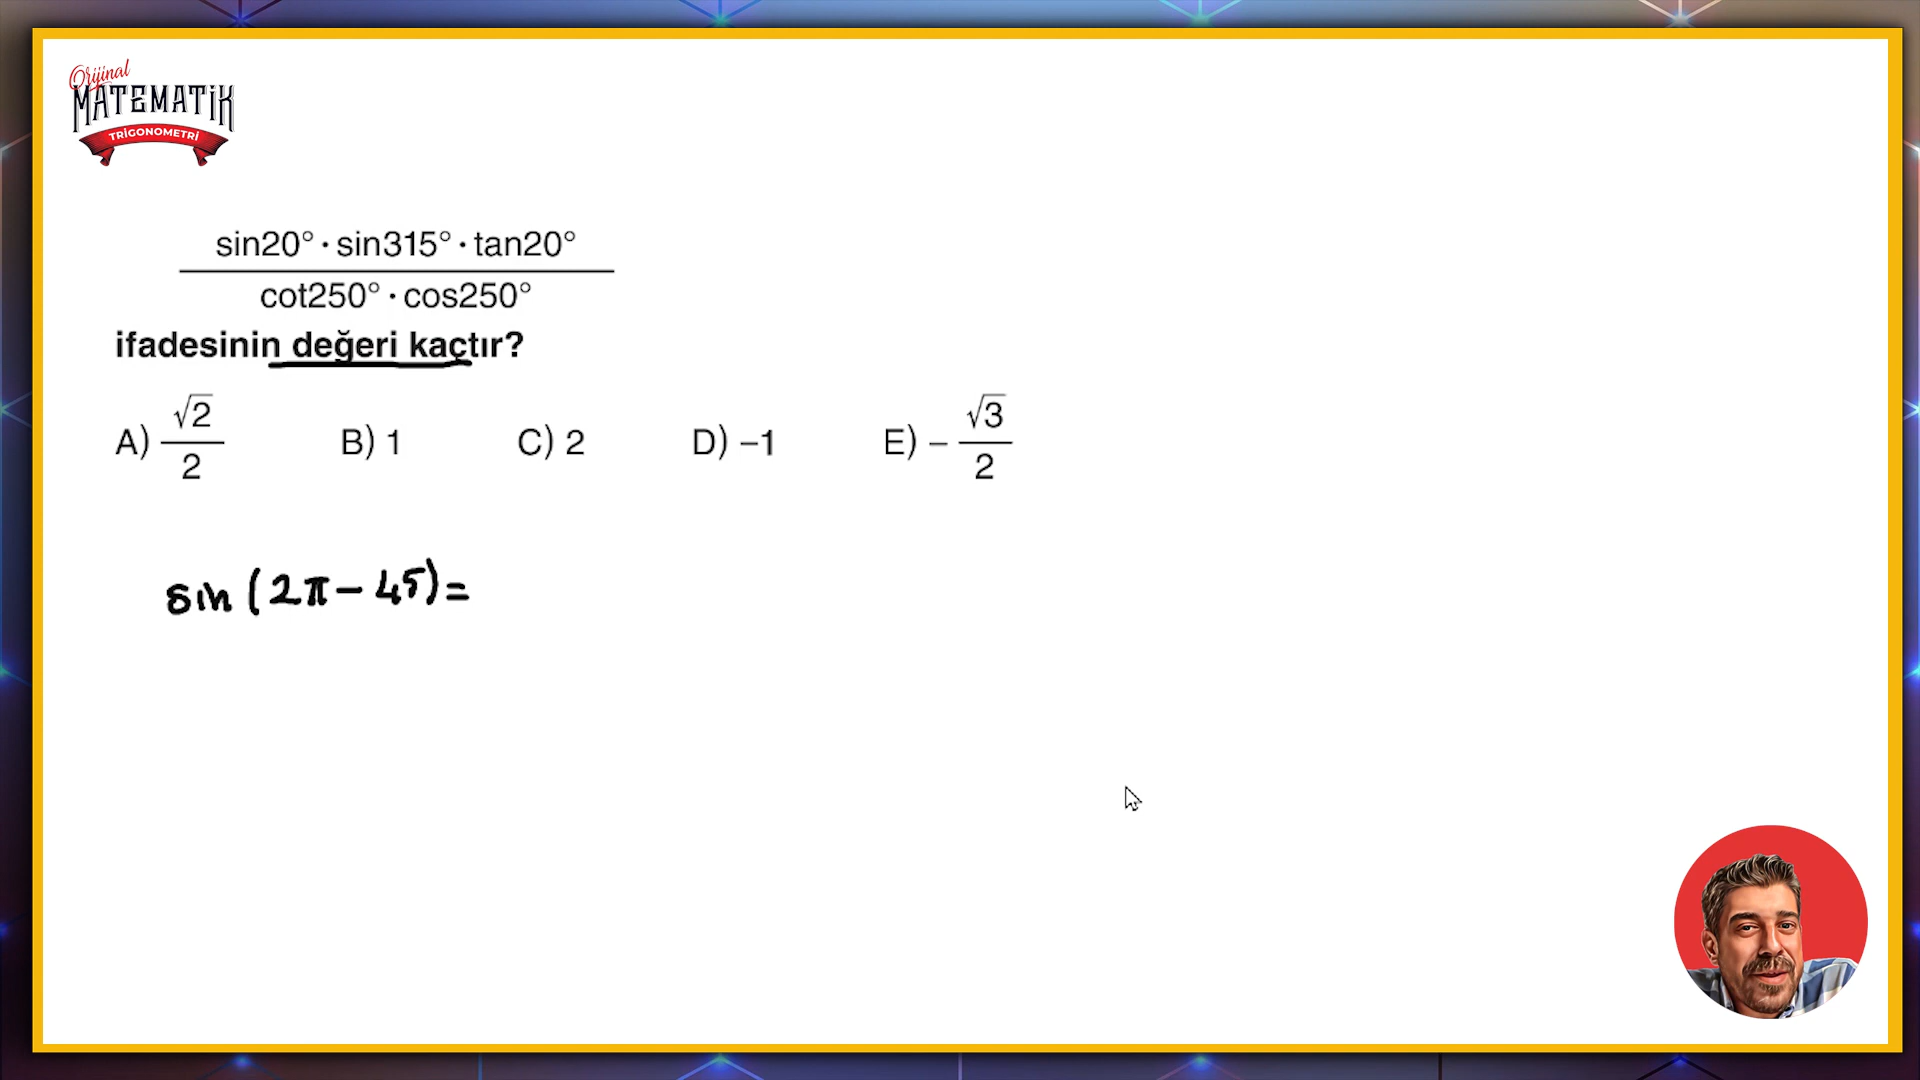 Orijinal
MATEMATİK
TRİGONOMETRİ
sin20° · sin315° · tan20°
cot250° · cos250°
ifadesinin değeri kaçtır?
A) √2/2 B) 1 C) 2 D) –1 E) – √3/2
sin (2π – 45) =